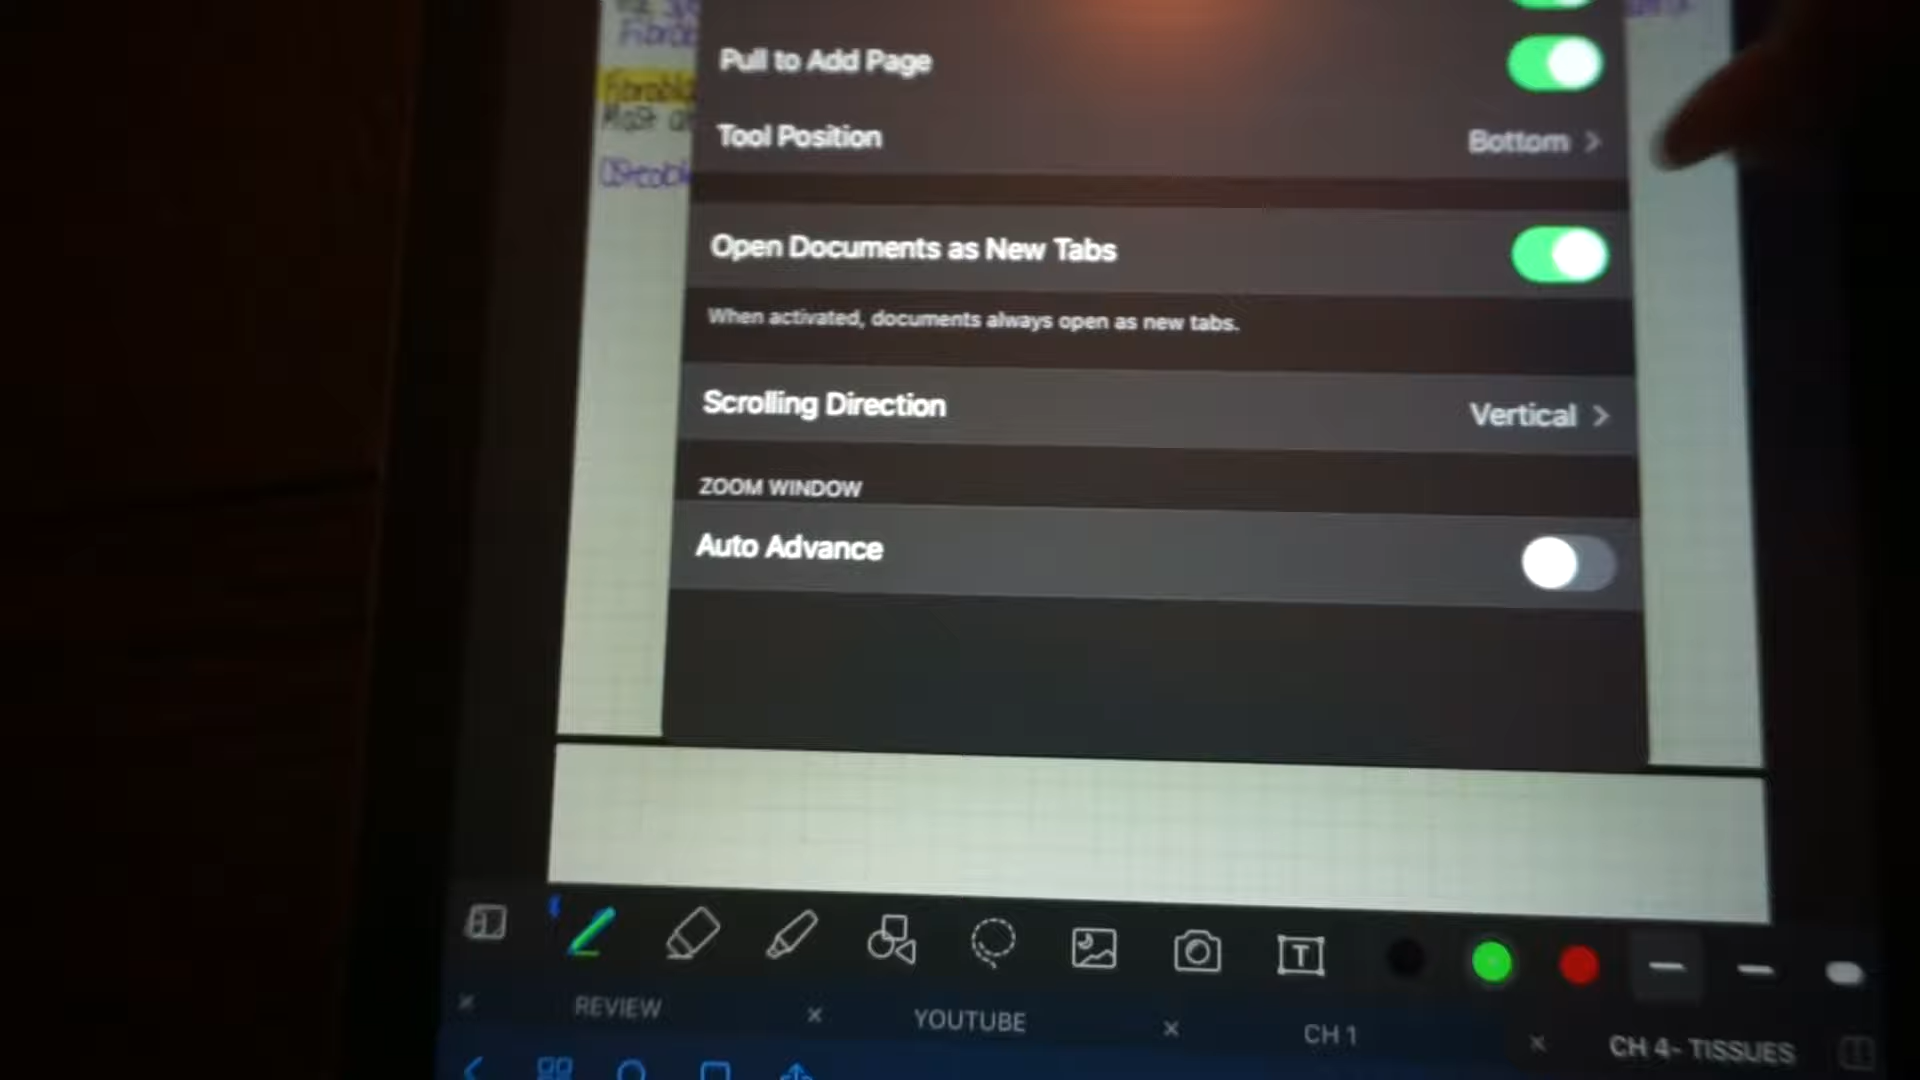 Pull to Add Page
Tool Position
Bottom
Open Documents as New Tabs
When activated, documents always open as new tabs.
Scrolling Direction
Vertical
ZOOM WINDOW
Auto Advance
T
REVIEW
YOUTUBE
CH 1
CH 4- TISSUES